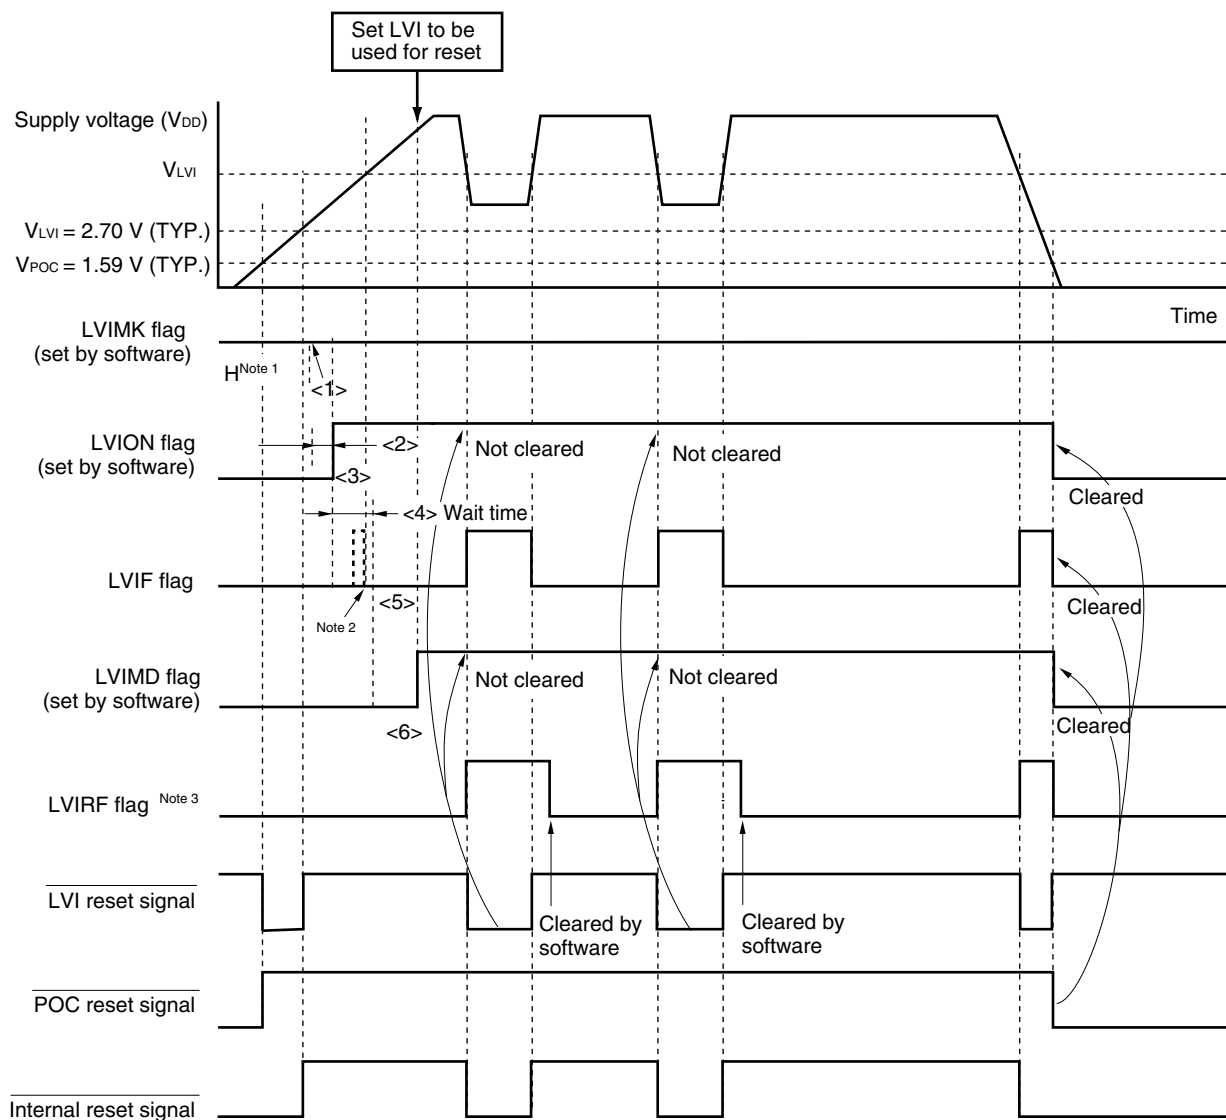 Set LVI to be
used for reset
Supply voltage (VDD)
VLVI
VLVI = 2.70 V (TYP.)
VPOC = 1.59 V (TYP.)
Time
LVIMK flag
(set by software)
H Note 1
<1>
LVION flag
(set by software)
<2>
Not cleared
Not cleared
<3>
Cleared
<4> Wait time
LVIF flag
<5>
Note 2
Cleared
LVIMD flag
(set by software)
Not cleared
Not cleared
<6>
Cleared
LVIRF flag Note 3
LVI reset signal
Cleared by
software
Cleared by
software
POC reset signal
Internal reset signal